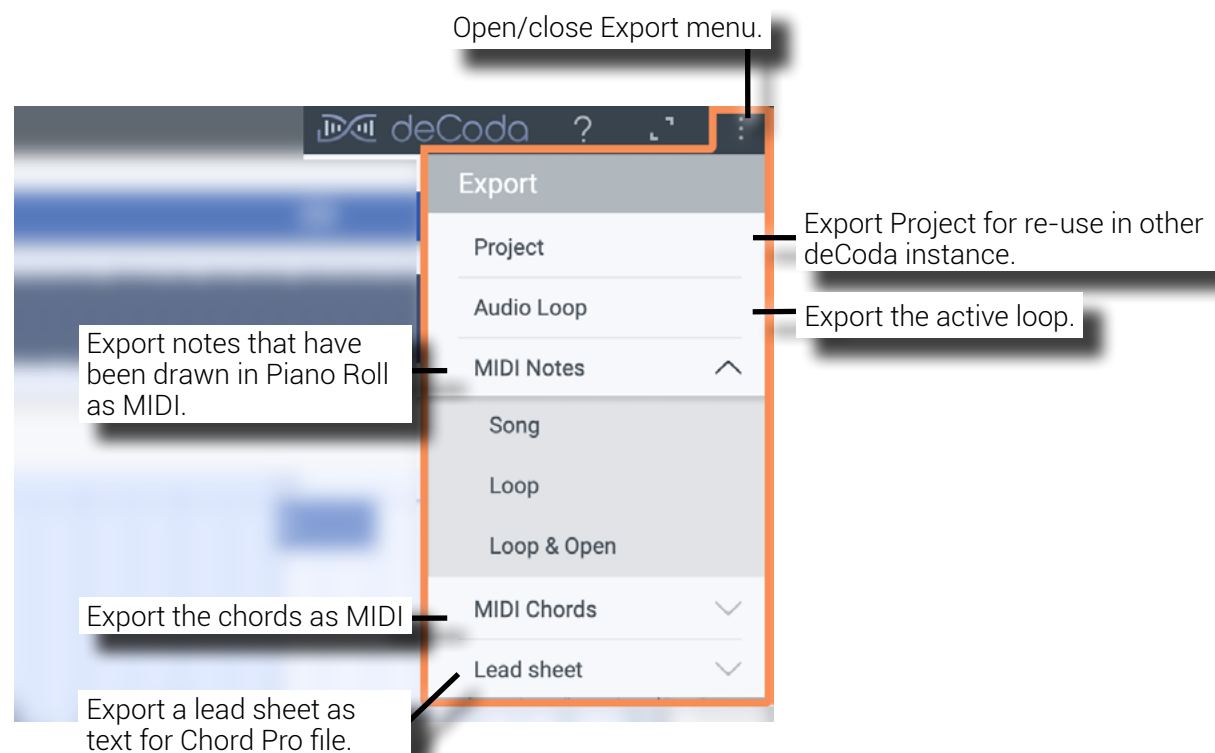 Open/close Export menu.
deCoda ?
Export
Project
Export Project for re-use in other
deCoda instance.
Audio Loop
Export the active loop.
Export notes that have
been drawn in Piano Roll
as MIDI.
MIDI Notes
Song
Loop
Loop & Open
Export the chords as MIDI
MIDI Chords
Lead sheet
Export a lead sheet as
text for Chord Pro file.